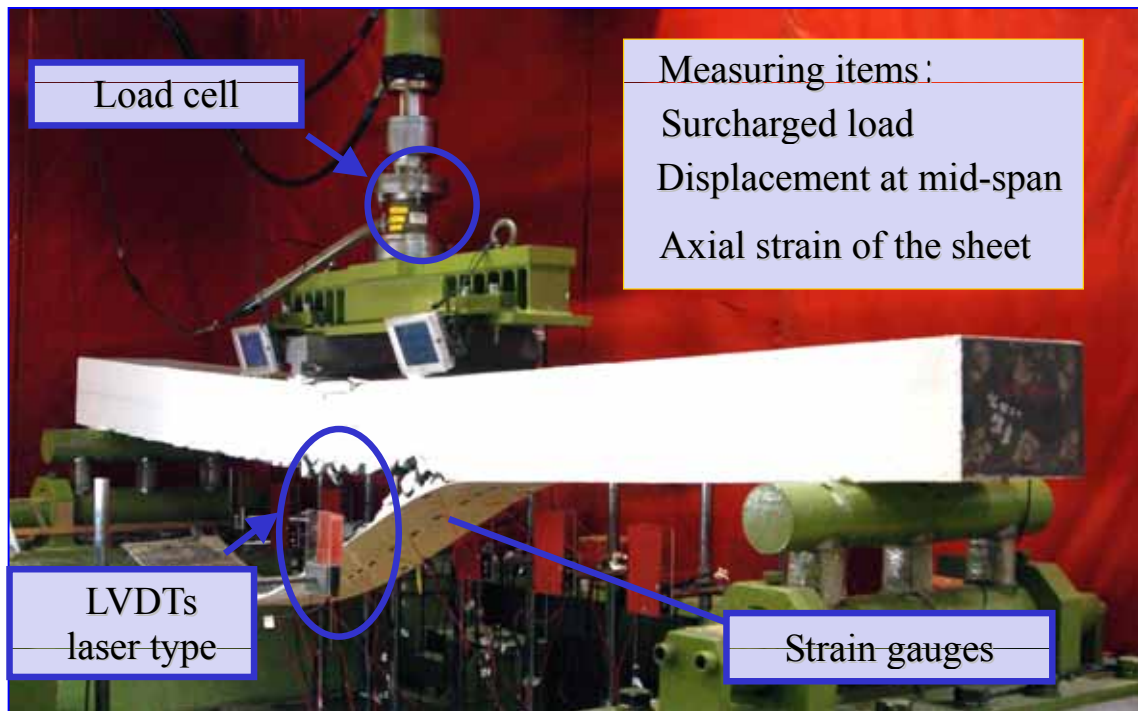 Load cell
Measuring items:
Surcharged load
Displacement at mid-span
Axial strain of the sheet
LVDTs
laser type
Strain gauges